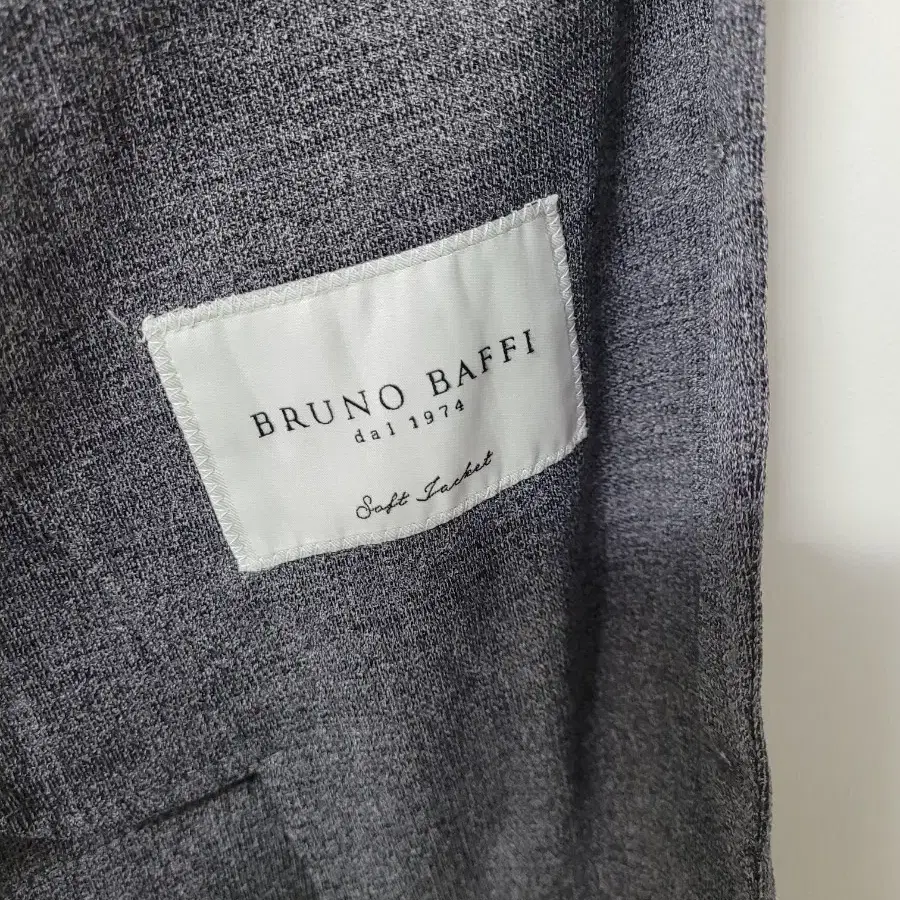 BRUNO BAFFI
dal 1974
Soft Jacket